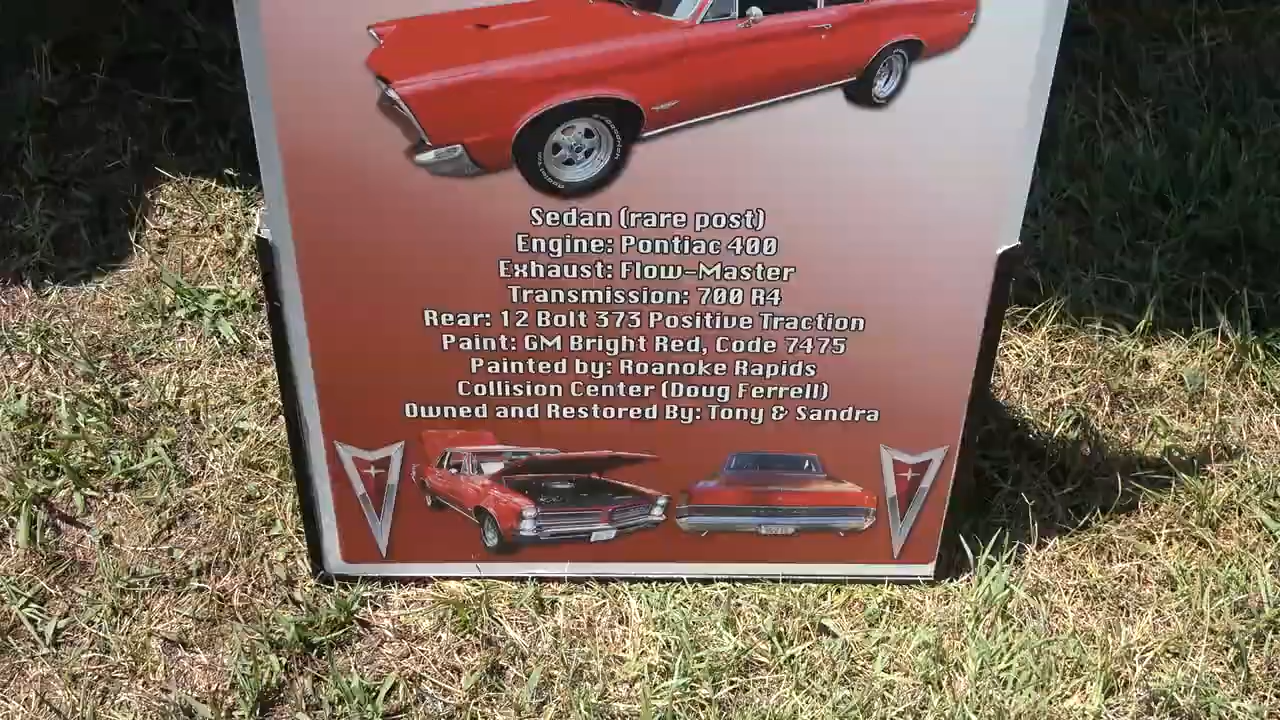 Sedan (rare post)
Engine: Pontiac 400
Exhaust: Flow-Master
Transmission: 700 R4
Rear: 12 Bolt 373 Positive Traction
Paint: GM Bright Red, Code 7475
Painted by: Roanoke Rapids
Collision Center (Doug Ferrell)
Owned and Restored By: Tony & Sandra